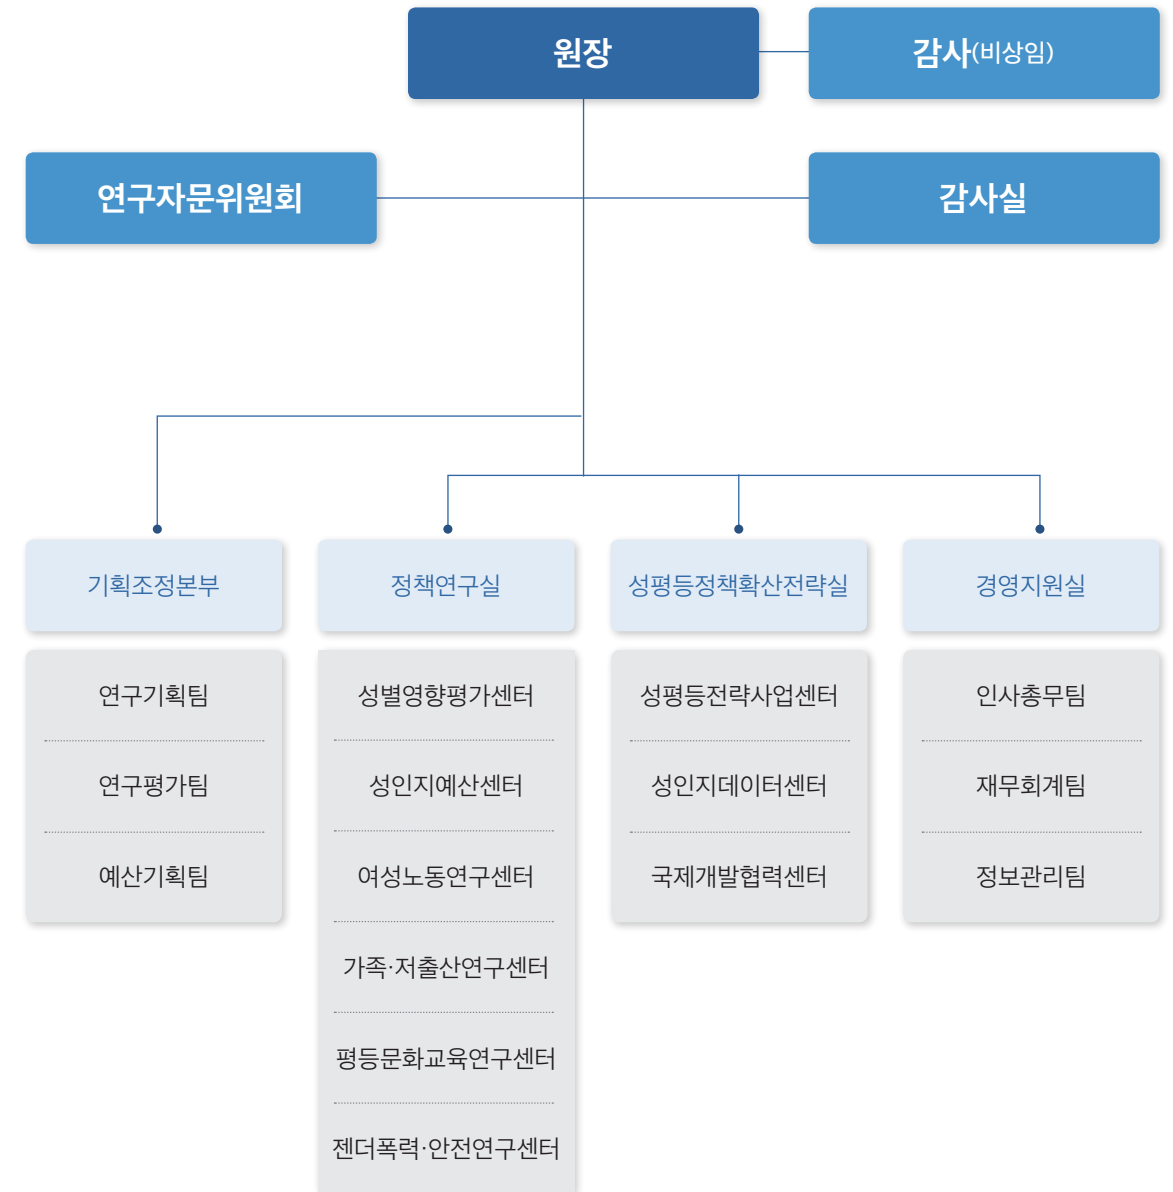 원장
감사(비상임)
연구자문위원회
감사실
기획조정본부
연구기획팀
연구평가팀
예산기획팀
정책연구실
성별영향평가센터
성인지예산센터
여성노동연구센터
가족·저출산연구센터
평등문화교육연구센터
젠더폭력·안전연구센터
성평등정책확산전략실
성평등전략사업센터
성인지데이터센터
국제개발협력센터
경영지원실
인사총무팀
재무회계팀
정보관리팀